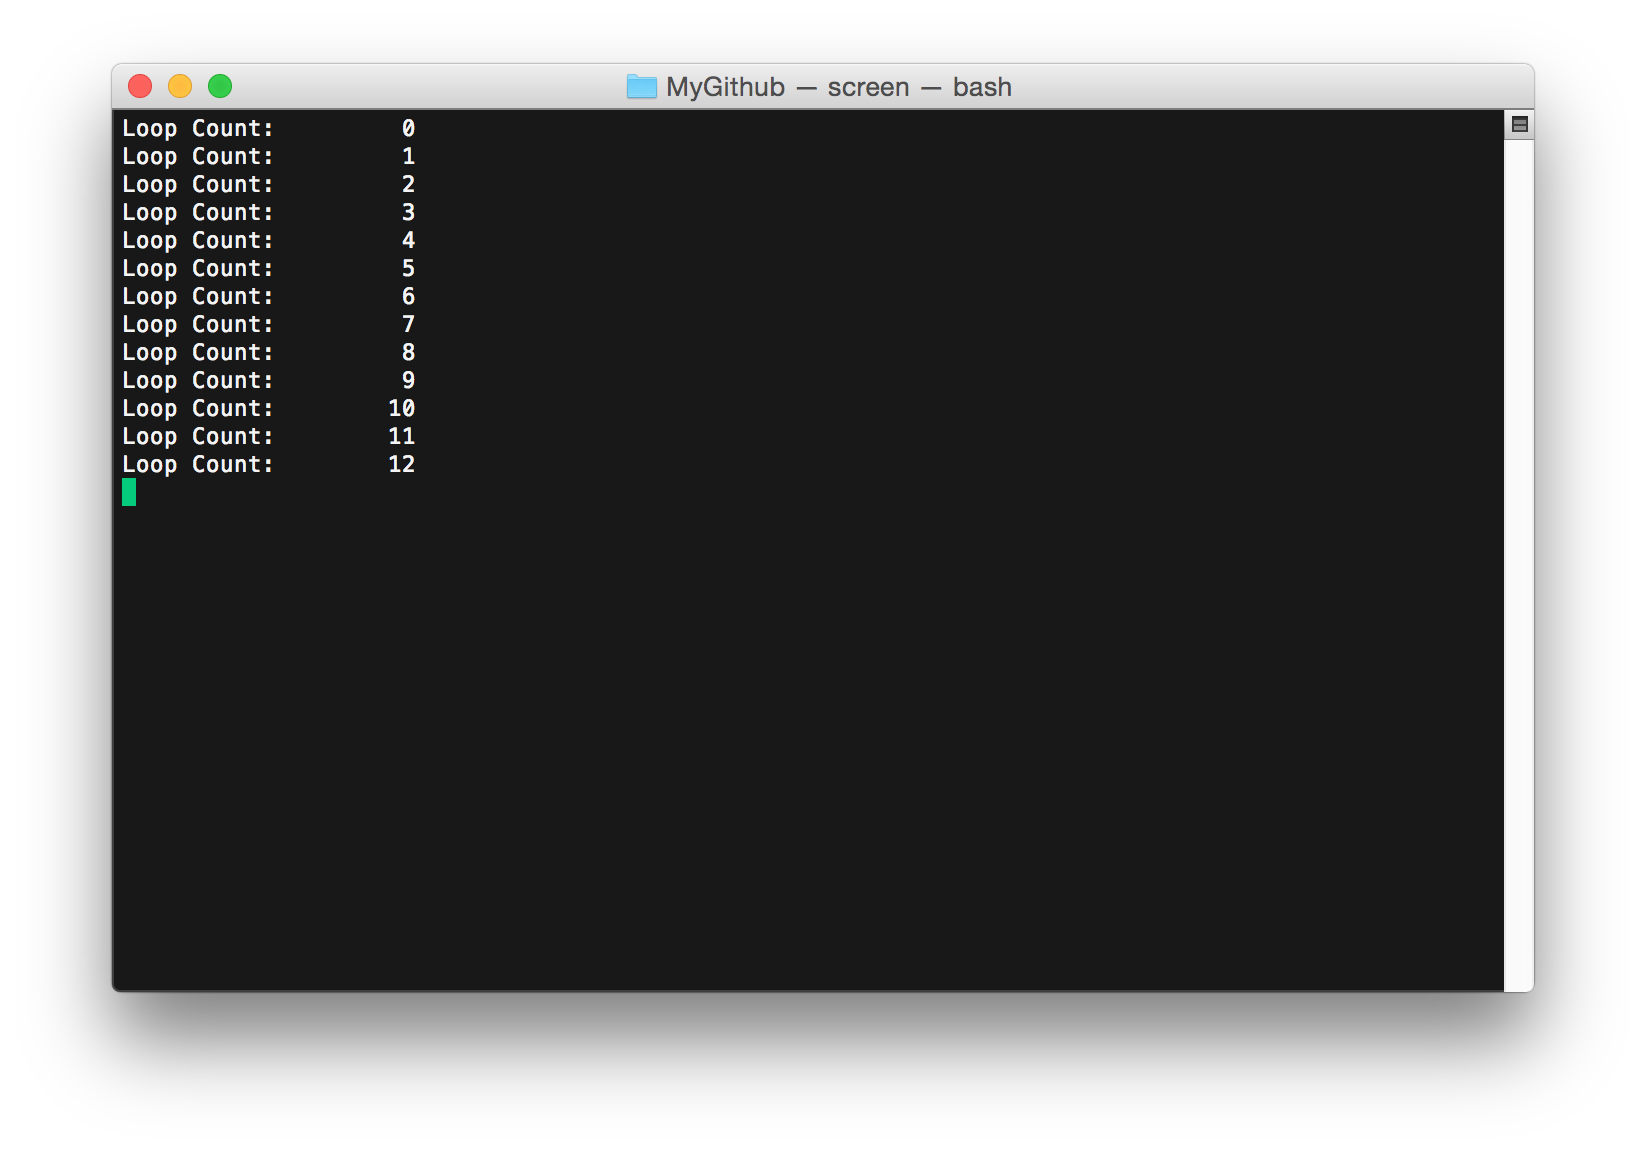 MyGithub — screen — bash
Loop Count:         0
Loop Count:         1
Loop Count:         2
Loop Count:         3
Loop Count:         4
Loop Count:         5
Loop Count:         6
Loop Count:         7
Loop Count:         8
Loop Count:         9
Loop Count:        10
Loop Count:        11
Loop Count:        12